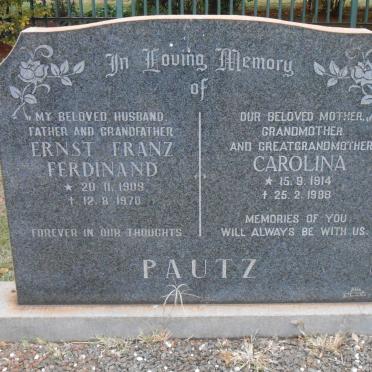 In Loving Memory
of
MY BELOVED HUSBAND,
FATHER AND GRANDFATHER
ERNST FRANZ
FERDINAND
★ 20. 11. 1909
† 12. 8. 1970
FOREVER IN OUR THOUGHTS
OUR BELOVED MOTHER,
GRANDMOTHER
AND GREATGRANDMOTHER
CAROLINA
★ 15. 9. 1914
† 25. 2. 1998
MEMORIES OF YOU
WILL ALWAYS BE WITH US.
PAUTZ